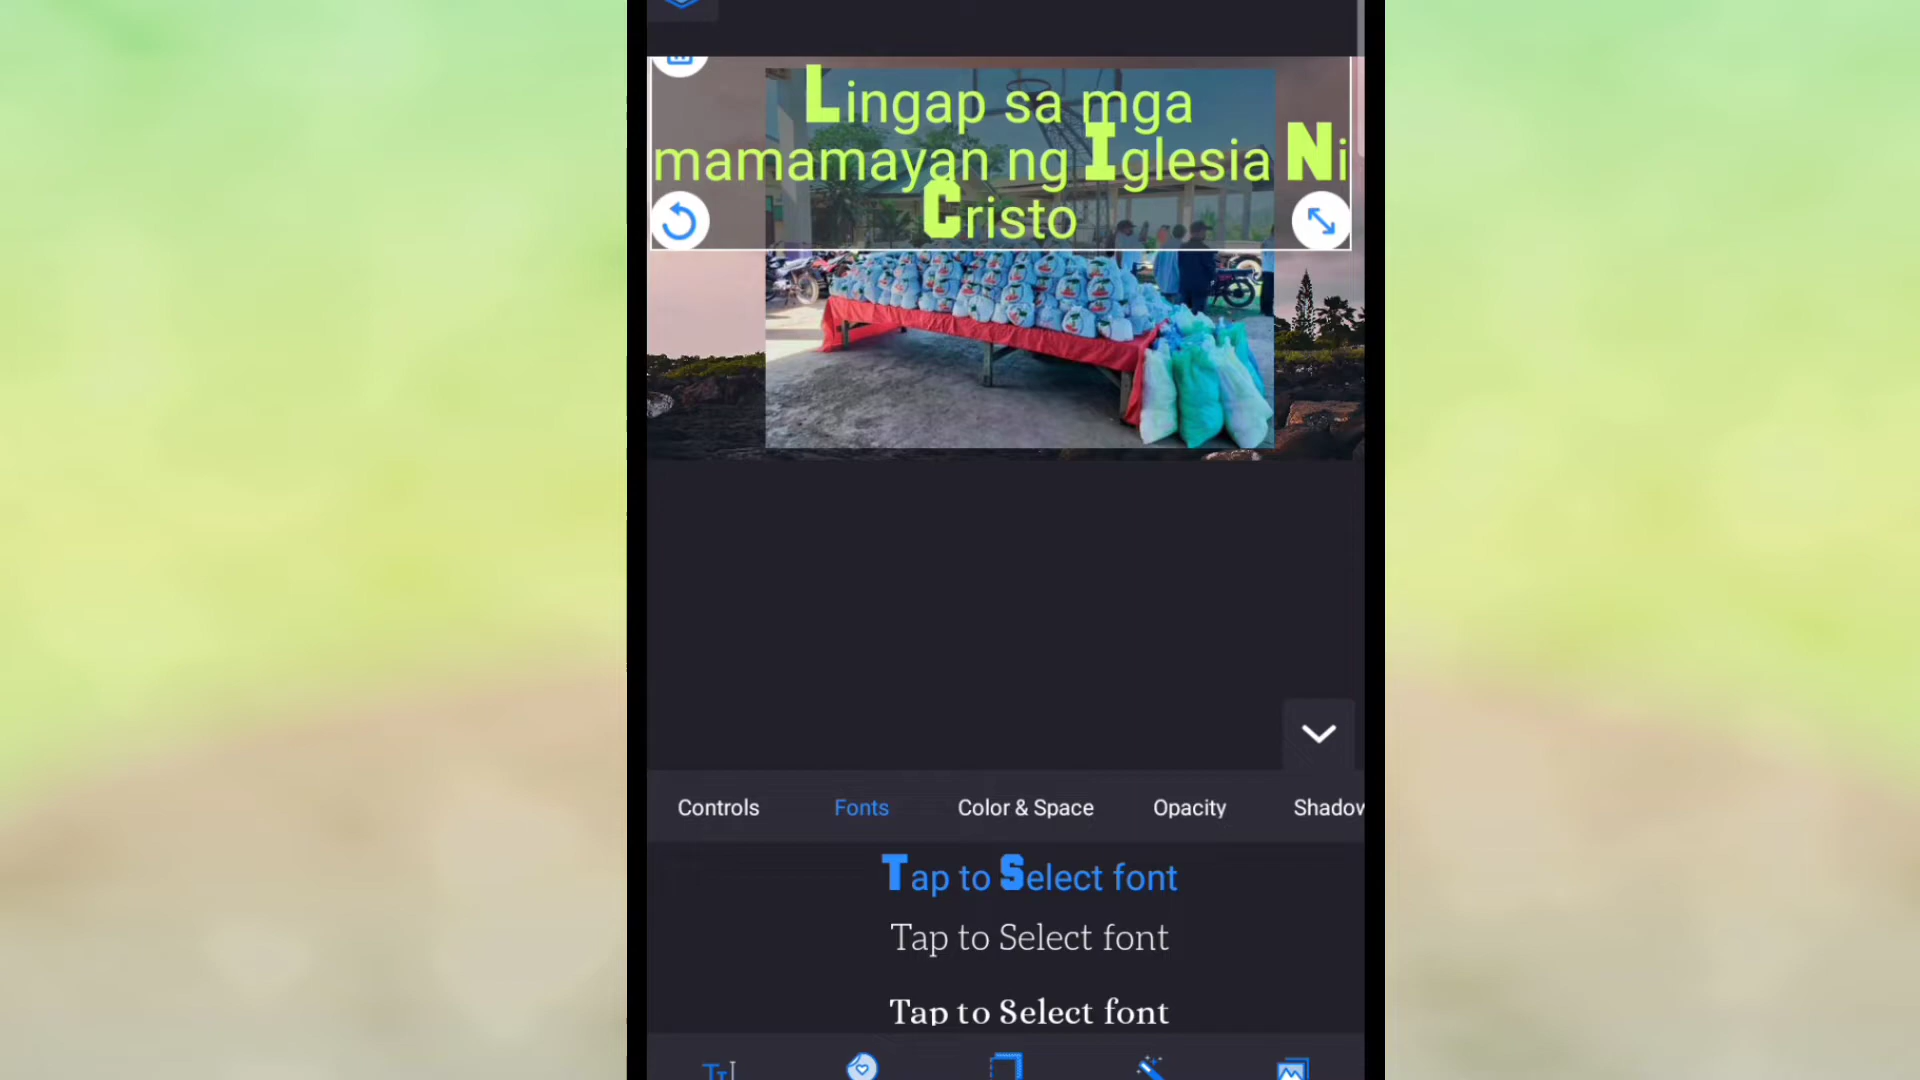 Lingap sa mga
mamamayan ng Iglesia Ni
Cristo
Controls Fonts Color & Space Opacity Shadow
Tap to Select font
Tap to Select font
Tap to Select font